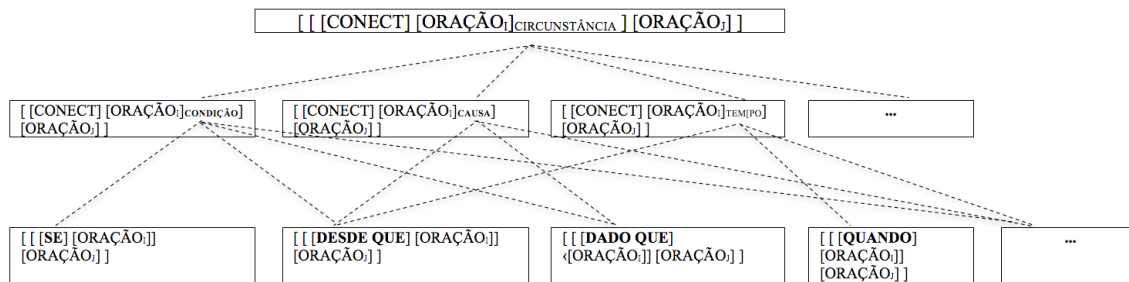 [ [ [CONECT] [ORAÇÃOI]CIRCUNSTÂNCIA ] [ORAÇÃOJ] ]
[ [CONECT] [ORAÇÃOI]CONDIÇÃO]
[ORAÇÃOJ] ]
[ [CONECT] [ORAÇÃOI]CAUSA]
[ORAÇÃOJ] ]
[ [CONECT] [ORAÇÃOI]TEM[PO]
[ORAÇÃOJ] ]
...
[ [ [SE] [ORAÇÃOI]]
[ORAÇÃOJ] ]
[ [ [DESDE QUE] [ORAÇÃOI]]
[ORAÇÃOJ] ]
[ [ [DADO QUE]
‹[ORAÇÃOI]] [ORAÇÃOJ] ]
[ [ [QUANDO]
[ORAÇÃOI]]
[ORAÇÃOJ] ]
...